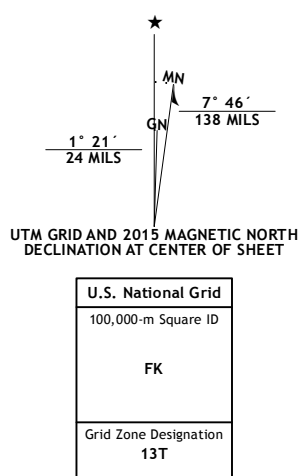 ★
MN
7° 46´
138 MILS
GN
1° 21´
24 MILS
UTM GRID AND 2015 MAGNETIC NORTH
DECLINATION AT CENTER OF SHEET
U.S. National Grid
100,000-m Square ID
FK
Grid Zone Designation
13T